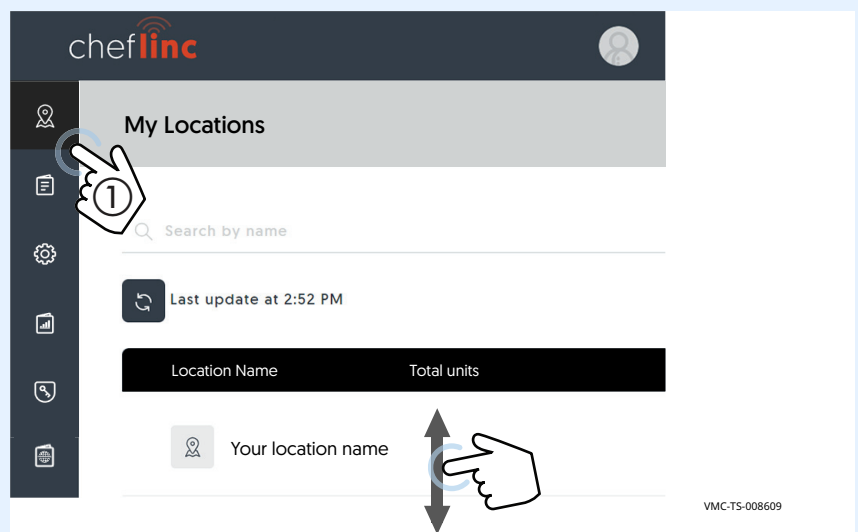 cheflinc
My Locations
1
Search by name
Last update at 2:52 PM
Location Name Total units
Your location name
VMC-TS-008609